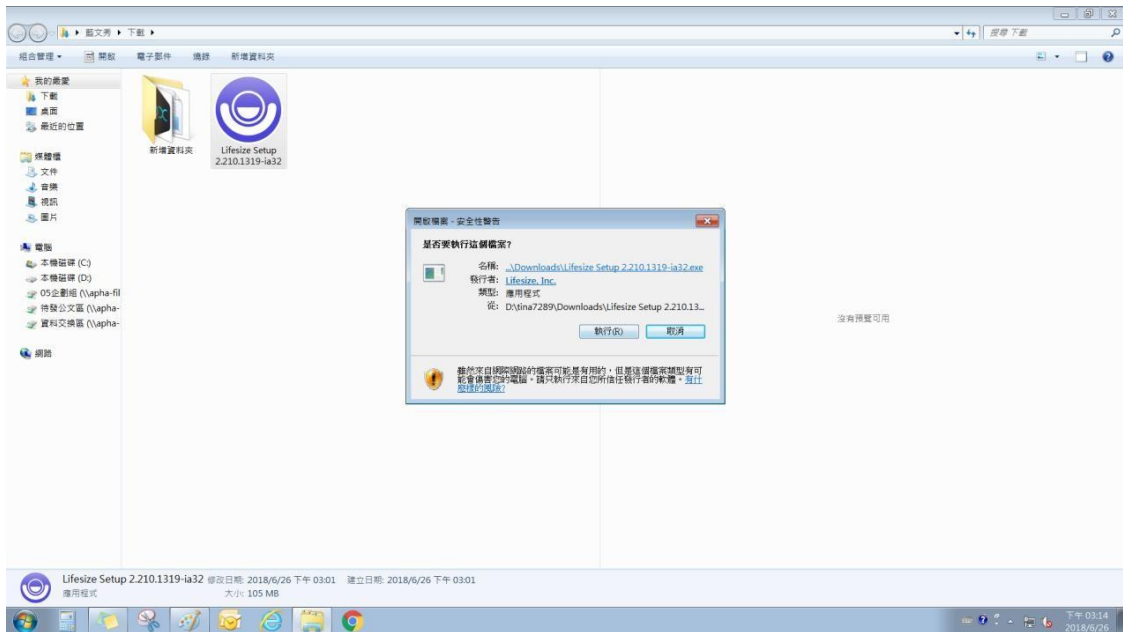 藍文秀 ▸ 下載 ▸
搜尋 下載
組合管理 開啟 電子郵件 燒錄 新增資料夾
我的最愛
下載
桌面
最近的位置
媒體櫃
文件
音樂
視訊
圖片
電腦
本機磁碟 (C:)
本機磁碟 (D:)
05企劃組 (\\apha-fil
待發公文區 (\\apha-
資料交換區 (\\apha-
網路
新增資料夾
Lifesize Setup
2.210.1319-ia32
開啟檔案 - 安全性警告
是否要執行這個檔案?
名稱: ...\Downloads\Lifesize Setup 2.210.1319-ia32.exe
發行者: Lifesize, Inc.
類型: 應用程式
從: D:\tina7289\Downloads\Lifesize Setup 2.210.13...
執行(R) 取消
雖然來自網際網路的檔案可能是有用的，但是這個檔案類型有可
能會傷害您的電腦。請只執行來自您所信任發行者的軟體。有什
麼樣的風險?
沒有預覽可用
Lifesize Setup 2.210.1319-ia32 修改日期: 2018/6/26 下午 03:01 建立日期: 2018/6/26 下午 03:01
應用程式 大小: 105 MB
下午 03:14
2018/6/26